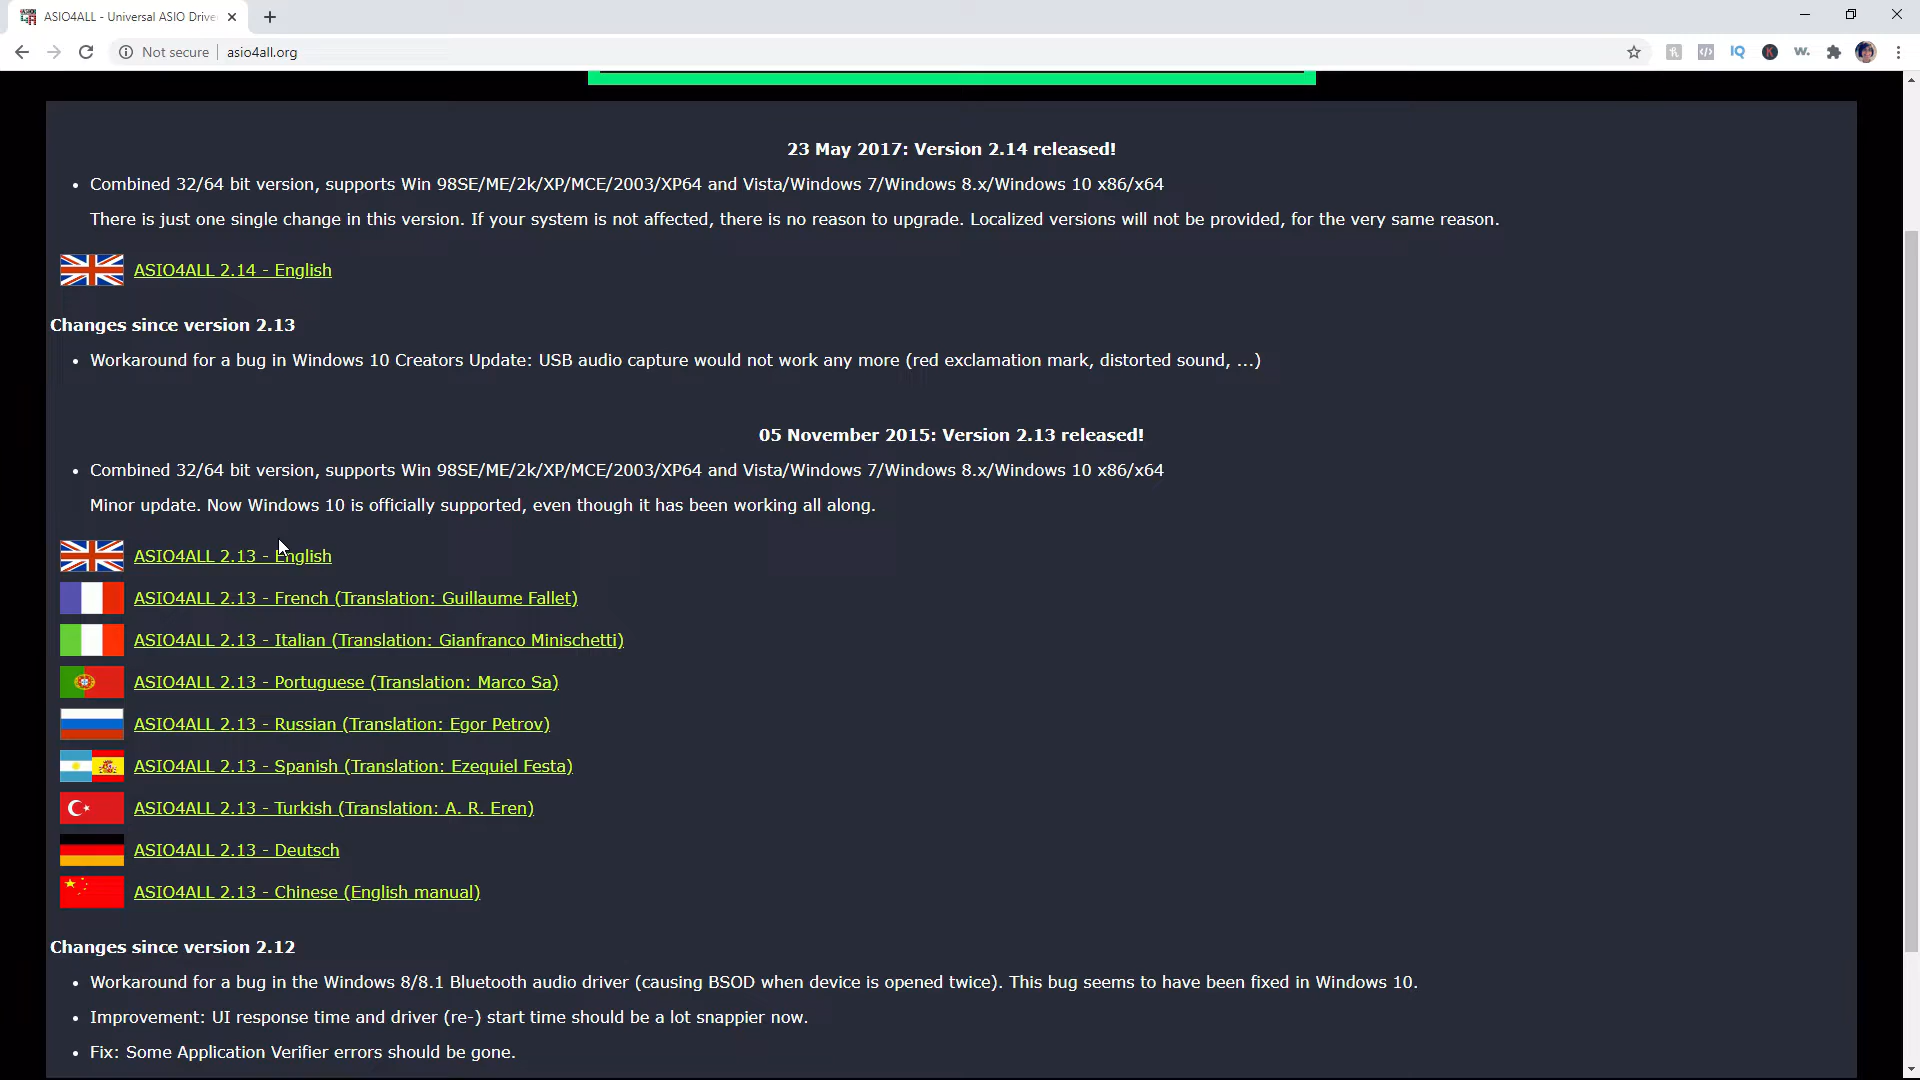 ASIO4ALL - Universal ASIO Drive
Not secure
asio4all.org
IQ
K
w.
23 May 2017: Version 2.14 released!
• Combined 32/64 bit version, supports Win 98SE/ME/2k/XP/MCE/2003/XP64 and Vista/Windows 7/Windows 8.x/Windows 10 x86/x64
There is just one single change in this version. If your system is not affected, there is no reason to upgrade. Localized versions will not be provided, for the very same reason.
ASIO4ALL 2.14 - English
Changes since version 2.13
• Workaround for a bug in Windows 10 Creators Update: USB audio capture would not work any more (red exclamation mark, distorted sound, ...)
05 November 2015: Version 2.13 released!
• Combined 32/64 bit version, supports Win 98SE/ME/2k/XP/MCE/2003/XP64 and Vista/Windows 7/Windows 8.x/Windows 10 x86/x64
Minor update. Now Windows 10 is officially supported, even though it has been working all along.
ASIO4ALL 2.13 - English
ASIO4ALL 2.13 - French (Translation: Guillaume Fallet)
ASIO4ALL 2.13 - Italian (Translation: Gianfranco Minischetti)
ASIO4ALL 2.13 - Portuguese (Translation: Marco Sa)
ASIO4ALL 2.13 - Russian (Translation: Egor Petrov)
ASIO4ALL 2.13 - Spanish (Translation: Ezequiel Festa)
ASIO4ALL 2.13 - Turkish (Translation: A. R. Eren)
ASIO4ALL 2.13 - Deutsch
ASIO4ALL 2.13 - Chinese (English manual)
Changes since version 2.12
• Workaround for a bug in the Windows 8/8.1 Bluetooth audio driver (causing BSOD when device is opened twice). This bug seems to have been fixed in Windows 10.
• Improvement: UI response time and driver (re-) start time should be a lot snappier now.
• Fix: Some Application Verifier errors should be gone.